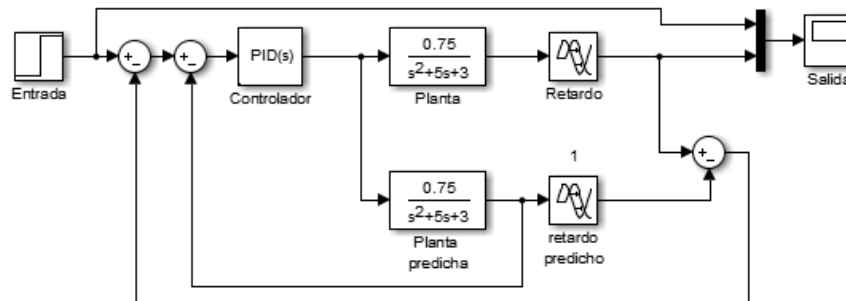 0.75
s²+5s+3
PID(s)
Entrada
Controlador
Planta
Retardo
Salida
1
0.75
s²+5s+3
Planta
predicha
retardo
predicho